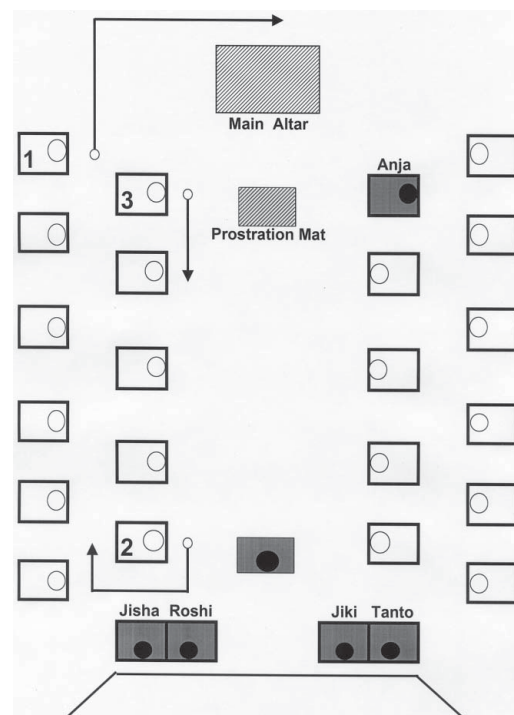 Main Altar
1
Anja
3
Prostration Mat
2
Jisha Roshi
Jiki Tanto